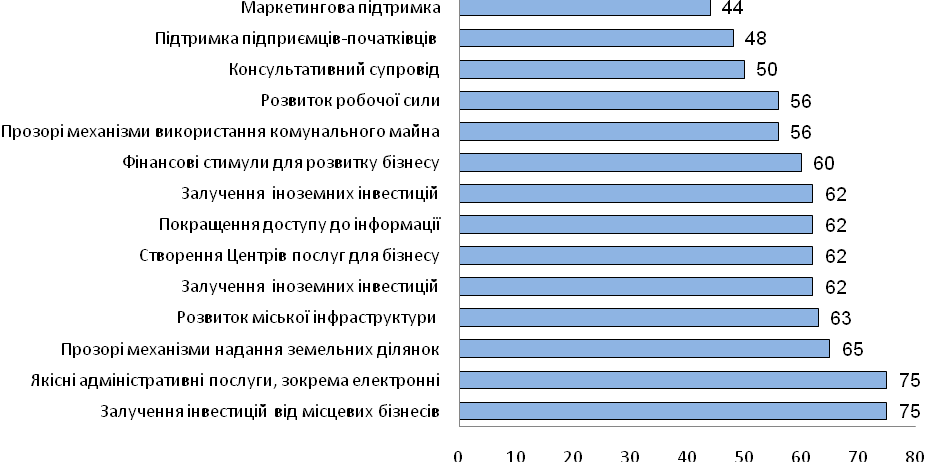 Маркетингова підтримка 44
Підтримка підприємців-початківців 48
Консультативний супровід 50
Розвиток робочої сили 56
Прозорі механізми використання комунального майна 56
Фінансові стимули для розвитку бізнесу 60
Залучення іноземних інвестицій 62
Покращення доступу до інформації 62
Створення Центрів послуг для бізнесу 62
Залучення іноземних інвестицій 62
Розвиток міської інфраструктури 63
Прозорі механізми надання земельних ділянок 65
Якісні адміністративні послуги, зокрема електронні 75
Залучення інвестицій від місцевих бізнесів 75
0 10 20 30 40 50 60 70 80